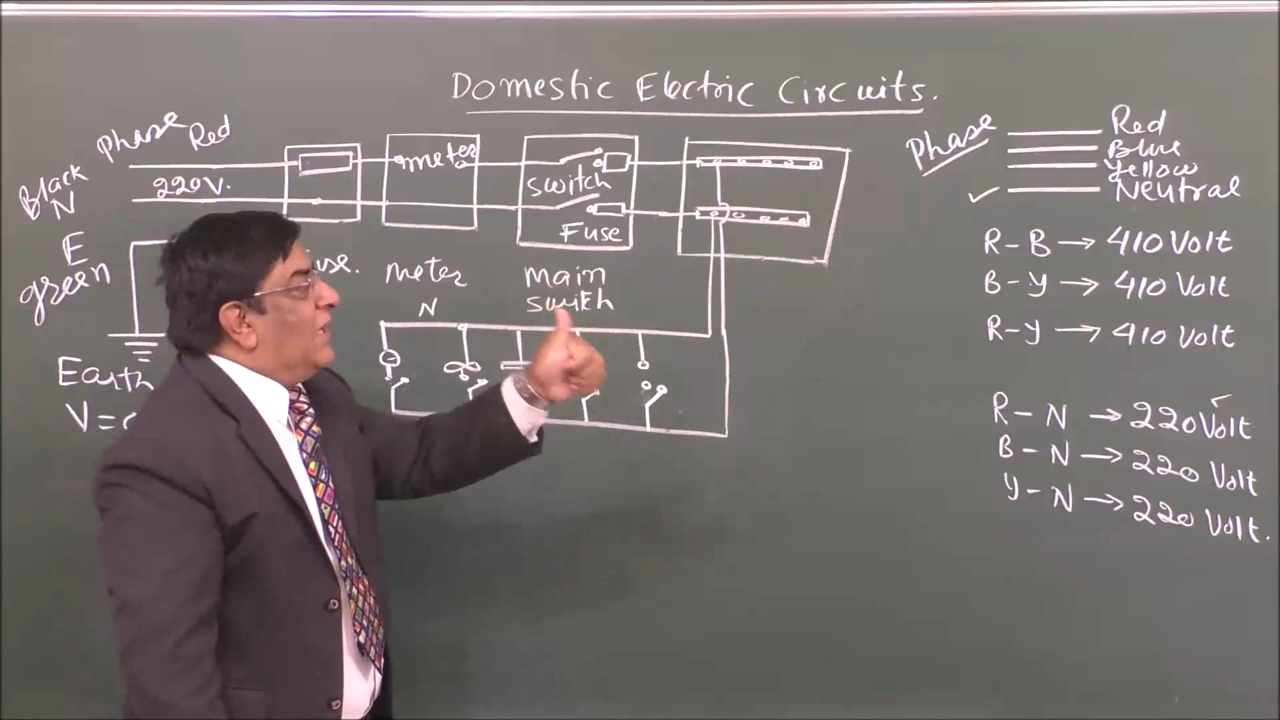 Domestic Electric Circuits.
Phase Red
Black
N
220V.
E
green
Earth
meter
switch
Fuse
meter
N
main
switch
Phase
Red
Blue
Yellow
Neutral
R-B → 410 Volt
B-Y → 410 Volt
R-Y → 410 Volt
R-N → 220 Volt
B-N → 220 Volt
Y-N → 220 Volt.